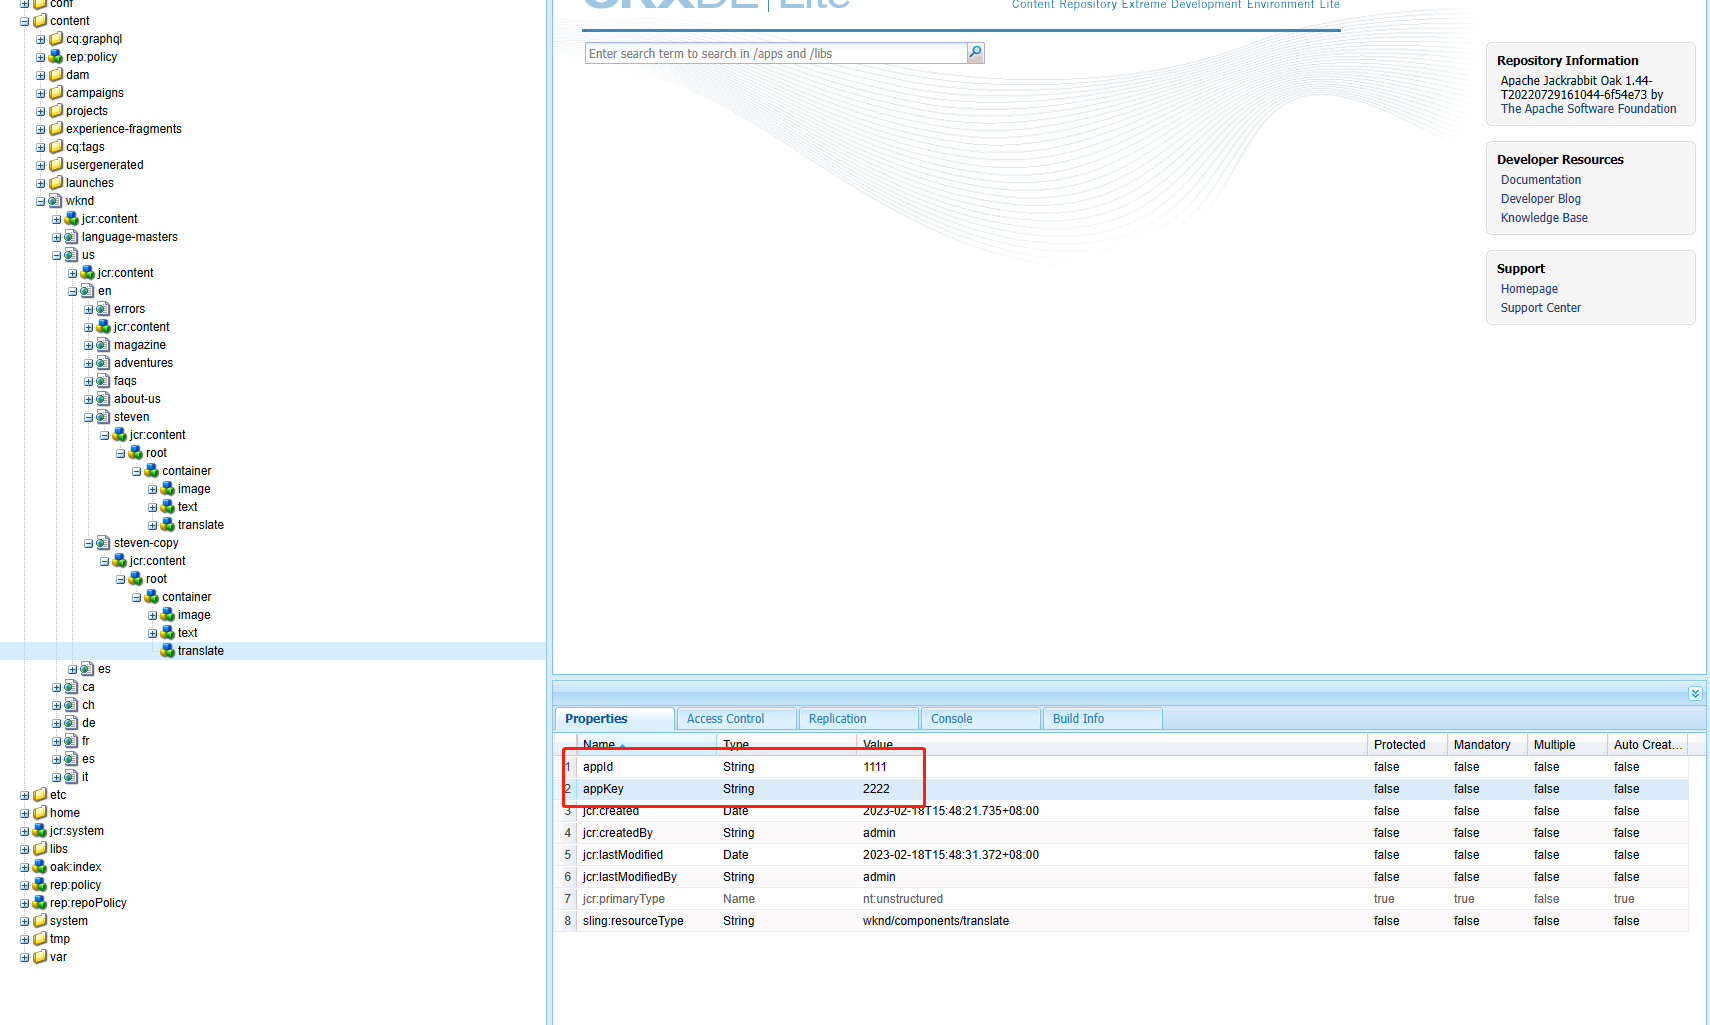 conf
content
cq:graphql
rep:policy
dam
campaigns
projects
experience-fragments
cq:tags
usergenerated
launches
wknd
jcr:content
language-masters
us
jcr:content
en
errors
jcr:content
magazine
adventures
faqs
about-us
steven
jcr:content
root
container
image
text
translate
steven-copy
jcr:content
root
container
image
text
translate
es
ca
ch
de
fr
es
it
etc
home
jcr:system
libs
oak:index
rep:policy
rep:repoPolicy
system
tmp
var
CRXDE | Lite
Content Repository Extreme Development Environment Lite
Enter search term to search in /apps and /libs
Repository Information
Apache Jackrabbit Oak 1.44-
T20220729161044-6f54e73 by
The Apache Software Foundation
Developer Resources
Documentation
Developer Blog
Knowledge Base
Support
Homepage
Support Center
Properties Access Control Replication Console Build Info
Name Type Value Protected Mandatory Multiple Auto Creat...
1 appId String 1111 false false false false
2 appKey String 2222 false false false false
3 jcr:created Date 2023-02-18T15:48:21.735+08:00 false false false false
4 jcr:createdBy String admin false false false false
5 jcr:lastModified Date 2023-02-18T15:48:31.372+08:00 false false false false
6 jcr:lastModifiedBy String admin false false false false
7 jcr:primaryType Name nt:unstructured true true false true
8 sling:resourceType String wknd/components/translate false false false false